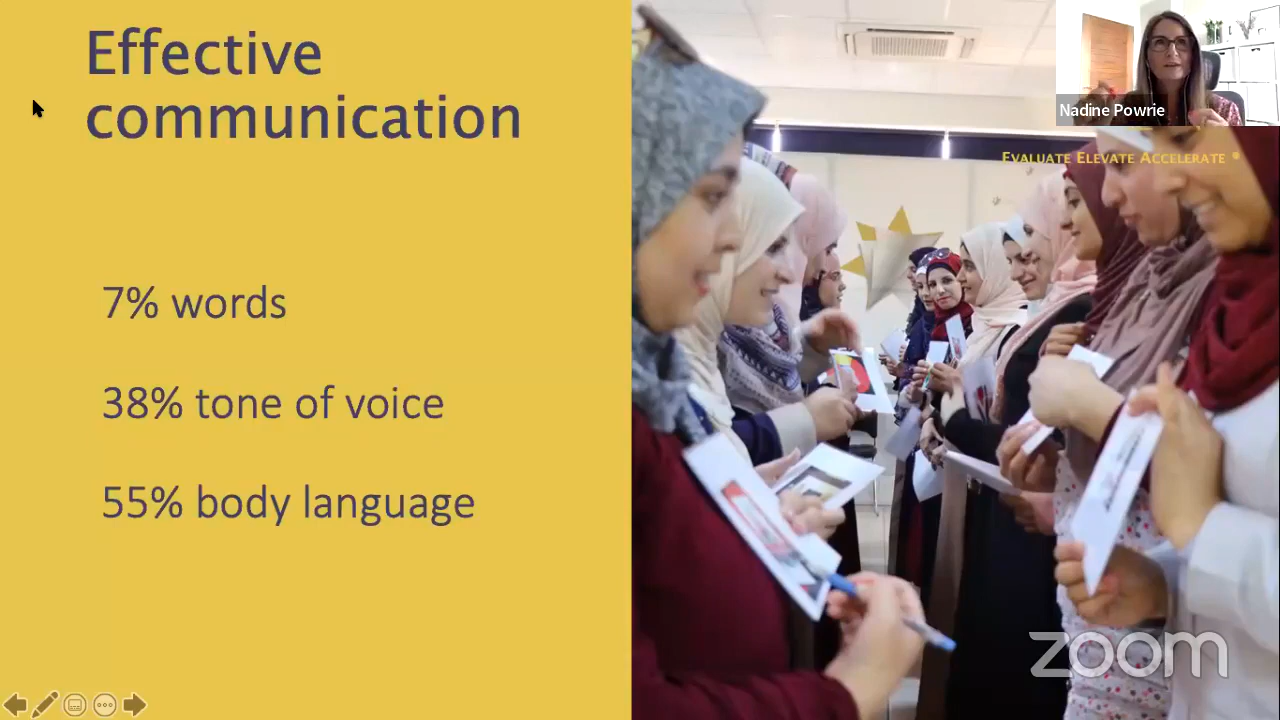 Effective
communication
7% words
38% tone of voice
55% body language
Nadine Powrie
EVALUATE ELEVATE ACCELERATE ®
zoom